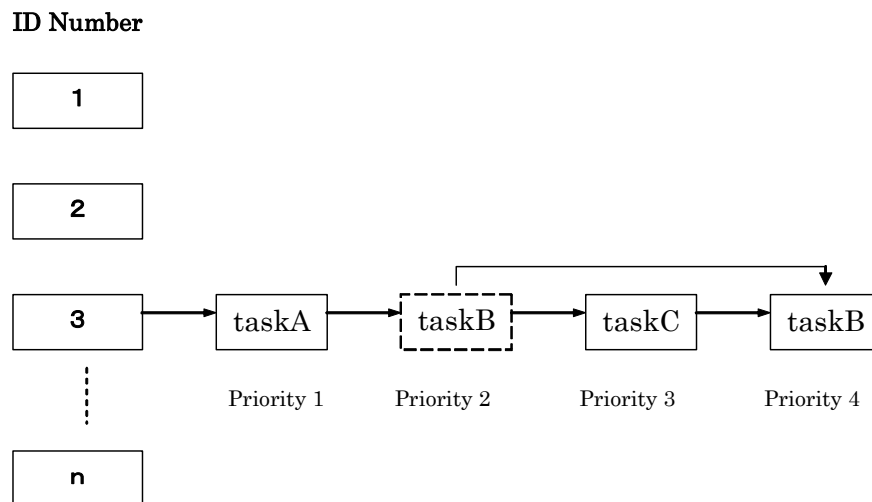 ID Number
1
2
3 taskA taskB taskC taskB
Priority 1 Priority 2 Priority 3 Priority 4
n